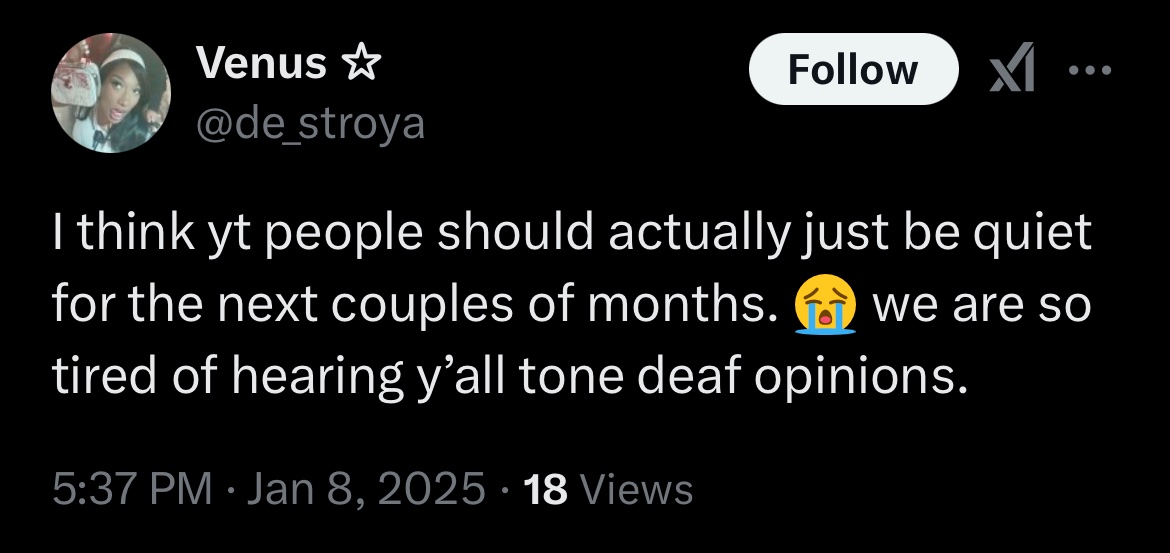 Venus ☆
Follow
@de_stroya
I think yt people should actually just be quiet
for the next couples of months. 😭 we are so
tired of hearing y’all tone deaf opinions.
5:37 PM · Jan 8, 2025 · 18 Views